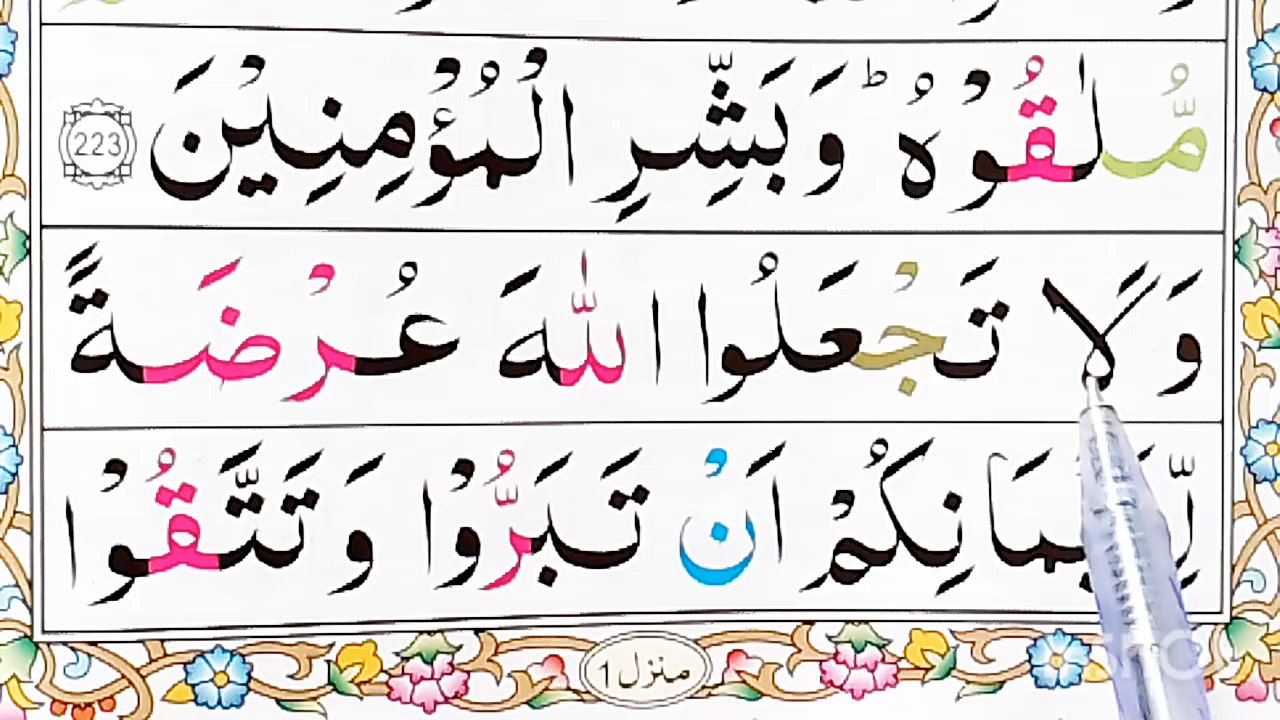 مُّلٰقُوْهُ ؕ وَبَشِّرِ الْمُؤْمِنِيْنَ 223
وَلَا تَجْعَلُوا اللّٰهَ عُرْضَةً
لِّاَيْمَانِكُمْ اَنْ تَبَرُّوْا وَتَتَّقُوْا
منزل 1